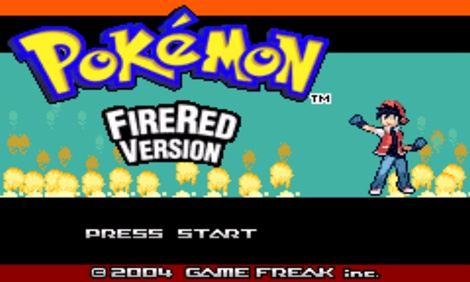 POKéMON
TM
FIRERED
VERSION
PRESS START
© 2004 GAME FREAK inc.